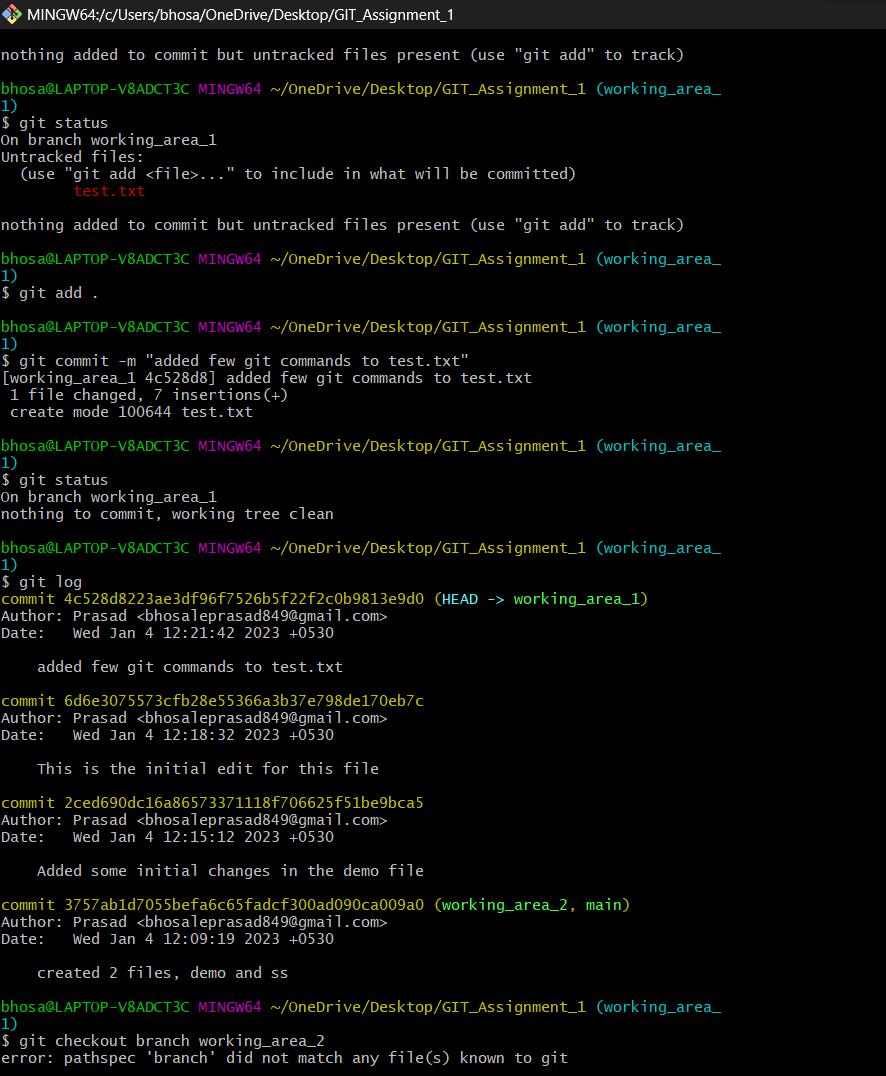 MINGW64:/c/Users/bhosa/OneDrive/Desktop/GIT_Assignment_1
nothing added to commit but untracked files present (use "git add" to track)
bhosa@LAPTOP-V8ADCT3C MINGW64 ~/OneDrive/Desktop/GIT_Assignment_1 (working_area_
1)
$ git status
On branch working_area_1
Untracked files:
  (use "git add <file>..." to include in what will be committed)
        test.txt
nothing added to commit but untracked files present (use "git add" to track)
bhosa@LAPTOP-V8ADCT3C MINGW64 ~/OneDrive/Desktop/GIT_Assignment_1 (working_area_
1)
$ git add .
bhosa@LAPTOP-V8ADCT3C MINGW64 ~/OneDrive/Desktop/GIT_Assignment_1 (working_area_
1)
$ git commit -m "added few git commands to test.txt"
[working_area_1 4c528d8] added few git commands to test.txt
 1 file changed, 7 insertions(+)
 create mode 100644 test.txt
bhosa@LAPTOP-V8ADCT3C MINGW64 ~/OneDrive/Desktop/GIT_Assignment_1 (working_area_
1)
$ git status
On branch working_area_1
nothing to commit, working tree clean
bhosa@LAPTOP-V8ADCT3C MINGW64 ~/OneDrive/Desktop/GIT_Assignment_1 (working_area_
1)
$ git log
commit 4c528d8223ae3df96f7526b5f22f2c0b9813e9d0 (HEAD -> working_area_1)
Author: Prasad <bhosaleprasad849@gmail.com>
Date:   Wed Jan 4 12:21:42 2023 +0530
    added few git commands to test.txt
commit 6d6e3075573cfb28e55366a3b37e798de170eb7c
Author: Prasad <bhosaleprasad849@gmail.com>
Date:   Wed Jan 4 12:18:32 2023 +0530
    This is the initial edit for this file
commit 2ced690dc16a86573371118f706625f51be9bca5
Author: Prasad <bhosaleprasad849@gmail.com>
Date:   Wed Jan 4 12:15:12 2023 +0530
    Added some initial changes in the demo file
commit 3757ab1d7055befa6c65fadcf300ad090ca009a0 (working_area_2, main)
Author: Prasad <bhosaleprasad849@gmail.com>
Date:   Wed Jan 4 12:09:19 2023 +0530
    created 2 files, demo and ss
bhosa@LAPTOP-V8ADCT3C MINGW64 ~/OneDrive/Desktop/GIT_Assignment_1 (working_area_
1)
$ git checkout branch working_area_2
error: pathspec 'branch' did not match any file(s) known to git